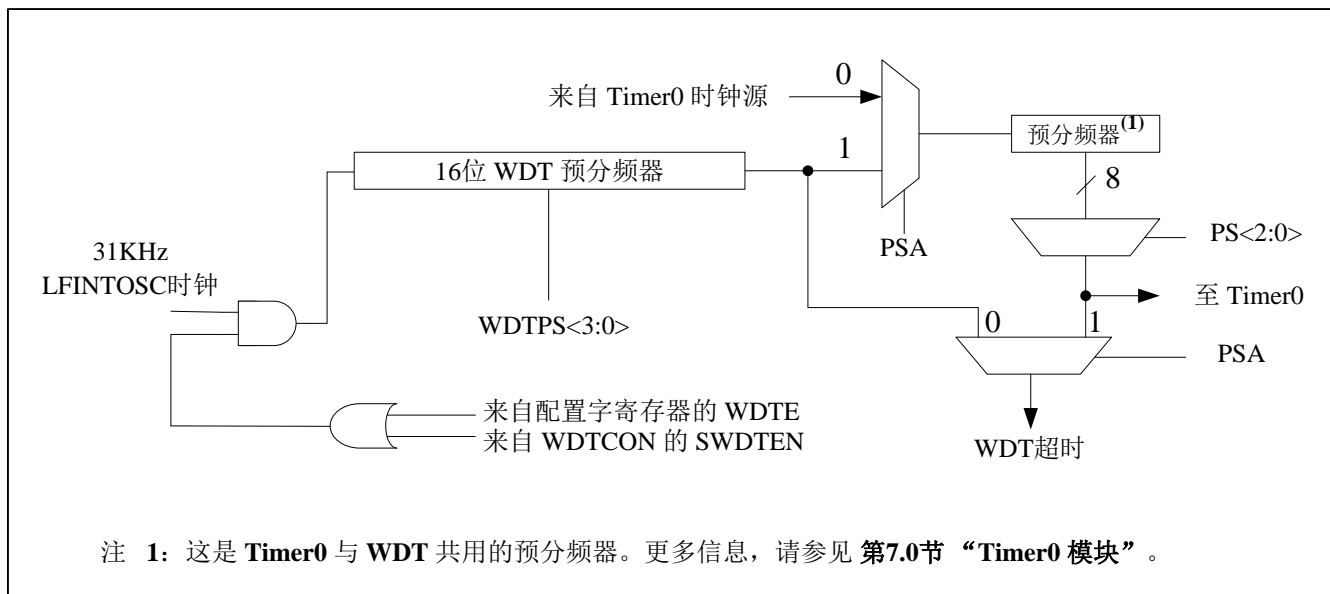 来自 Timer0 时钟源
0
1
预分频器(1)
16位 WDT 预分频器
8
PSA
PS<2:0>
31KHz
LFINTOSC时钟
至 Timer0
WDTPS<3:0>
0
1
PSA
来自配置字寄存器的 WDTE
来自 WDTCON 的 SWDTEN
WDT超时
注 1：这是 Timer0 与 WDT 共用的预分频器。更多信息，请参见 第7.0节 “Timer0 模块”。